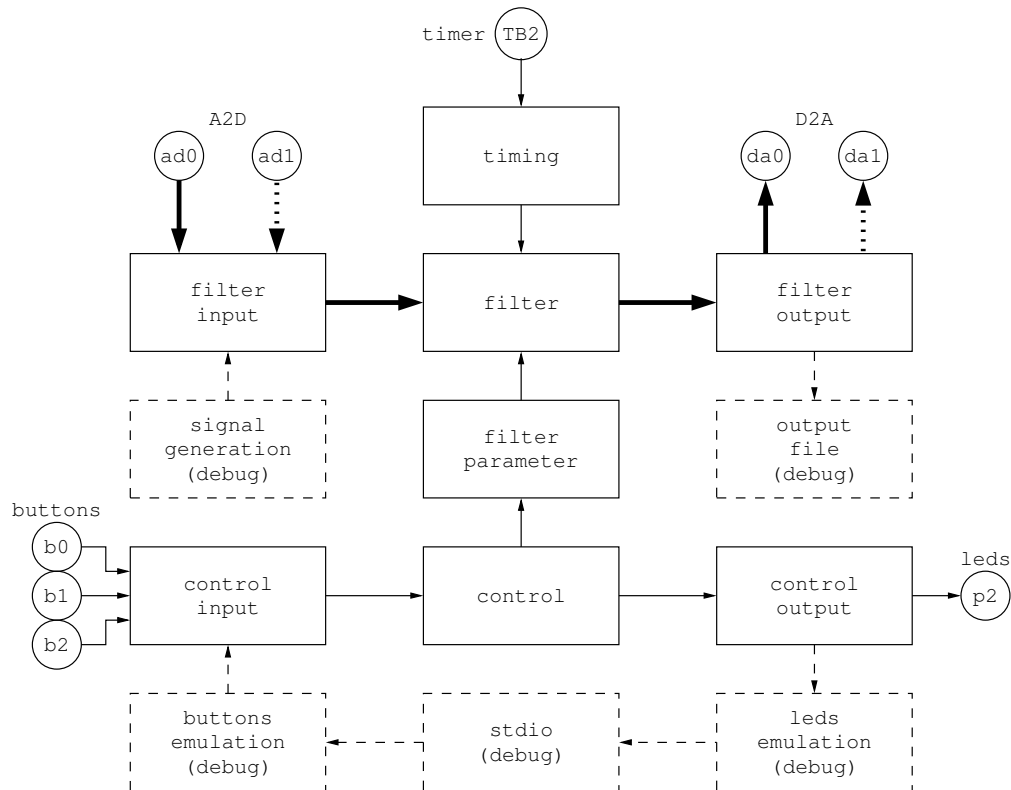 timer TB2
A2D
D2A
ad0 ad1
timing
da0 da1
filter
input
filter
filter
output
signal
generation
(debug)
filter
parameter
output
file
(debug)
buttons
b0
b1
b2
control
input
control
control
output
leds
p2
buttons
emulation
(debug)
stdio
(debug)
leds
emulation
(debug)